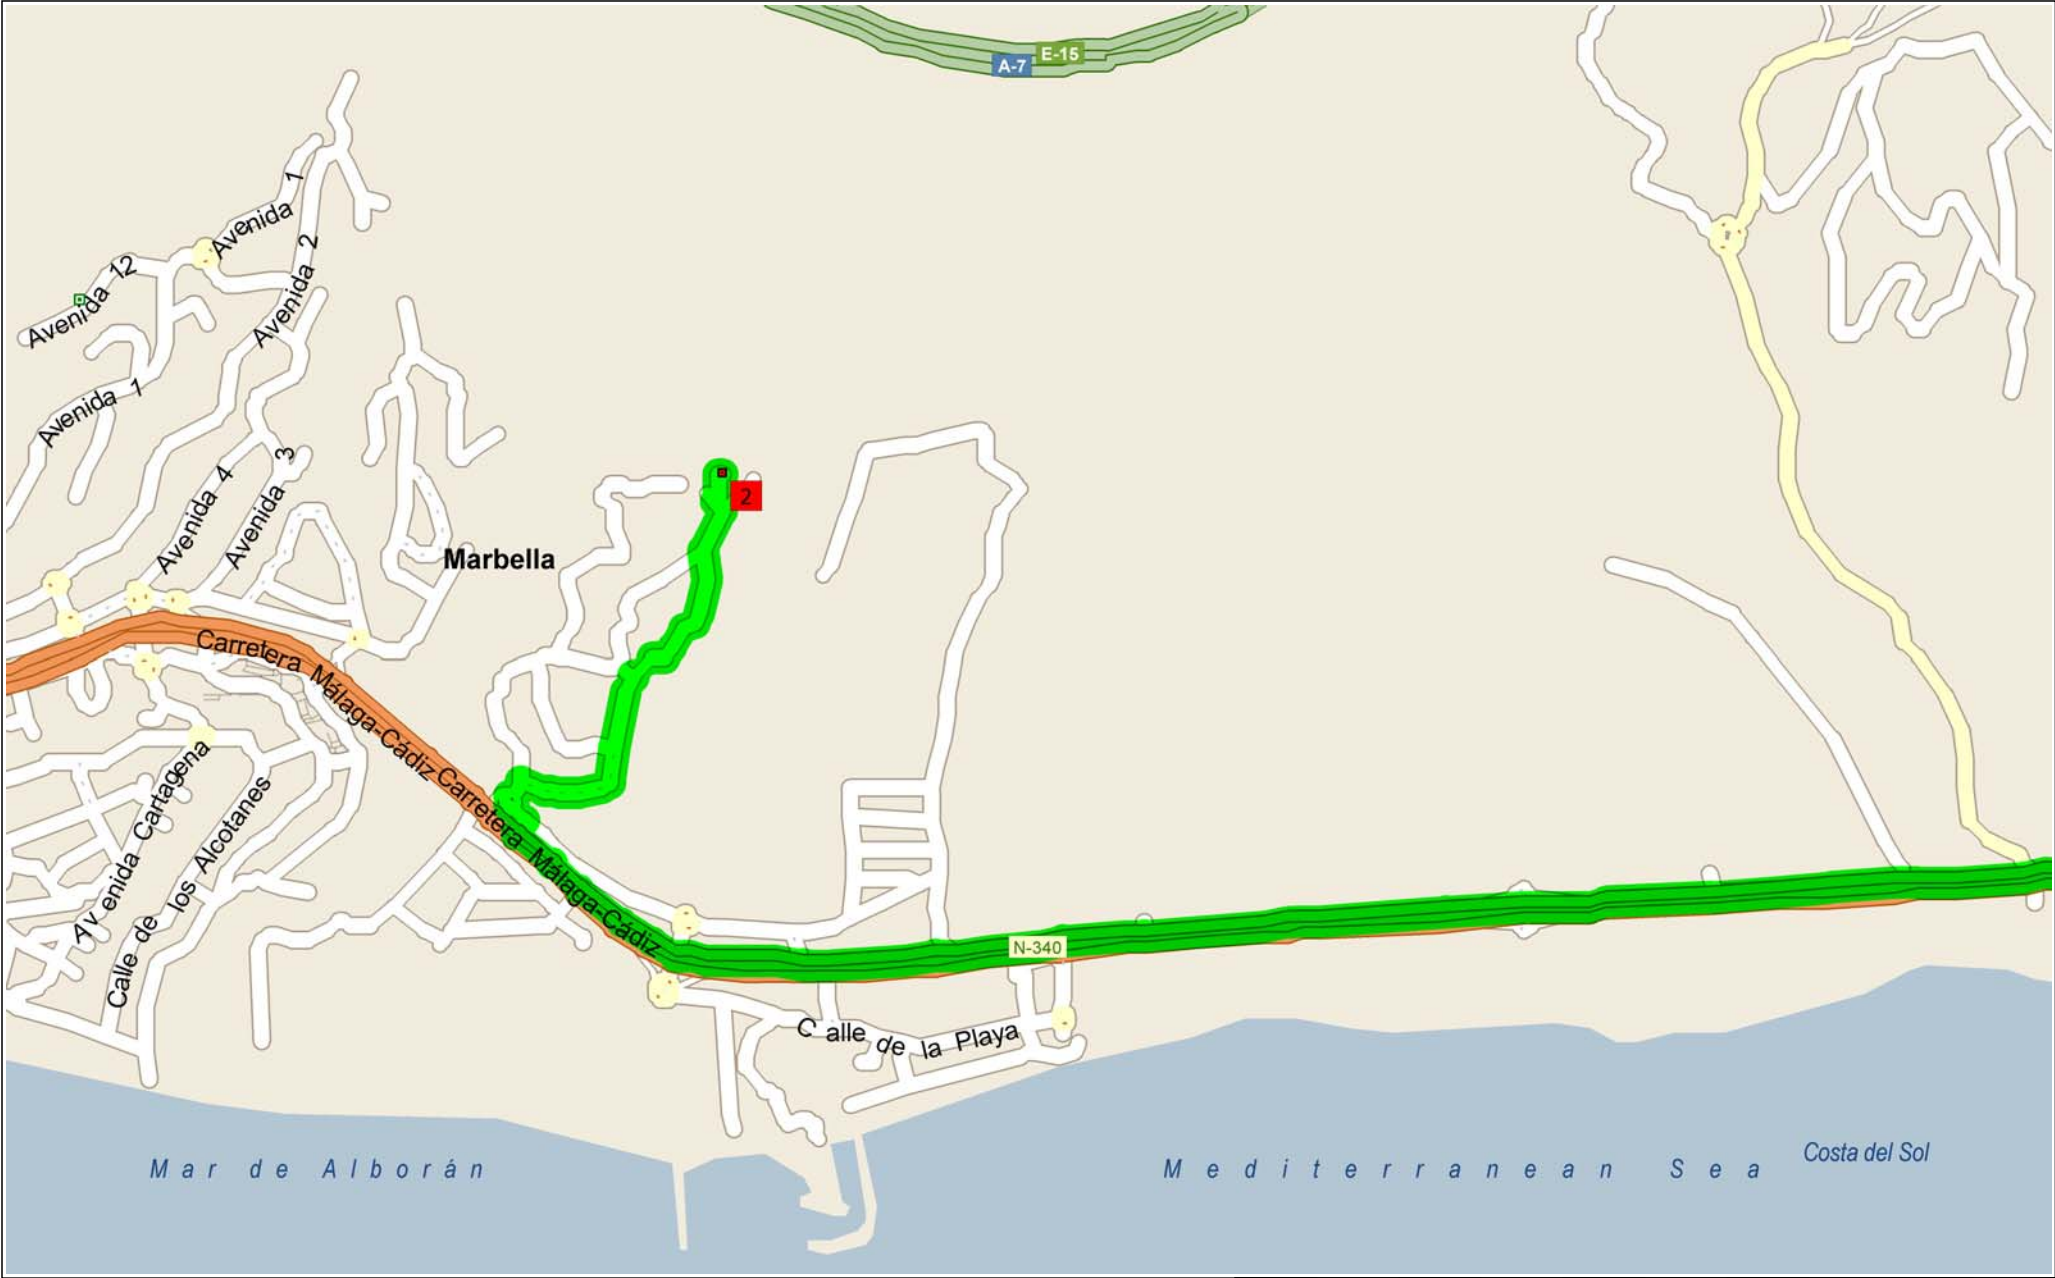 E-15
A-7
Avenida 1
Avenida 2
Avenida 12
Avenida 1
Avenida 4
Avenida 3
2
Marbella
Carretera Málaga-Cádiz
Carretera Málaga-Cádiz
Avenida Cartagena
Calle de los Alcotanes
N-340
Calle de la Playa
Mar de Alborán
Mediterranean Sea
Costa del Sol